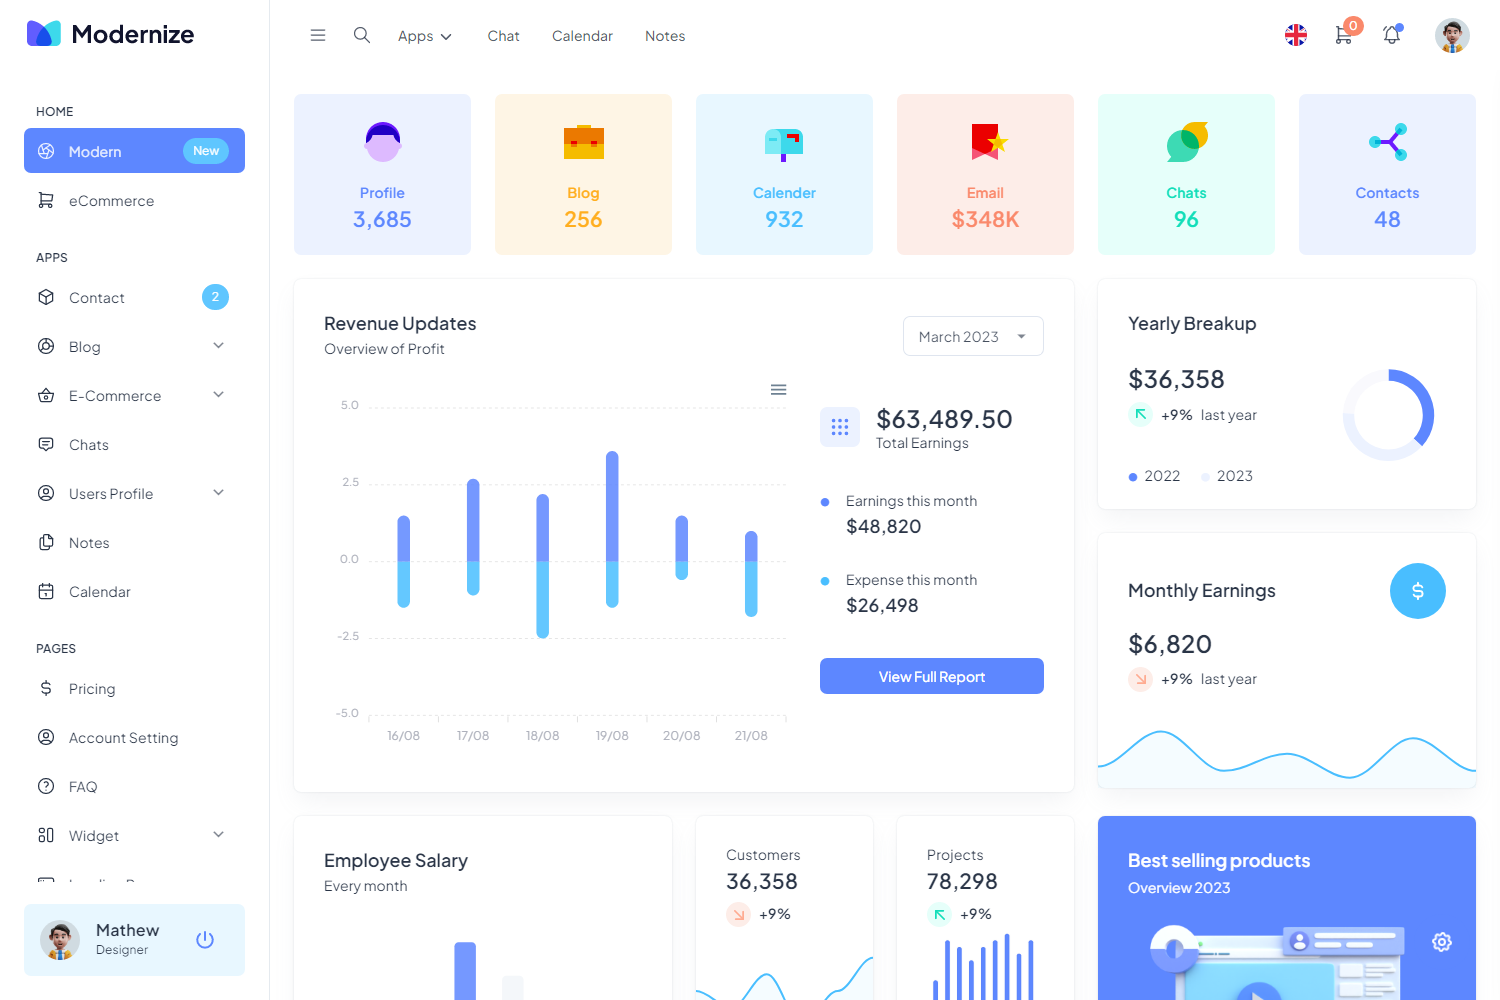 Modernize
Apps
Chat
Calendar
Notes
0
HOME
Modern
New
eCommerce
APPS
Contact
2
Blog
E-Commerce
Chats
Users Profile
Notes
Calendar
PAGES
Pricing
Account Setting
FAQ
Widget
Mathew
Designer
Profile
3,685
Blog
256
Calender
932
Email
$348K
Chats
96
Contacts
48
Revenue Updates
Overview of Profit
March 2023
5.0
2.5
0.0
-2.5
-5.0
16/08
17/08
18/08
19/08
20/08
21/08
$63,489.50
Total Earnings
Earnings this month
$48,820
Expense this month
$26,498
View Full Report
Yearly Breakup
$36,358
+9% last year
2022
2023
Monthly Earnings
$
$6,820
+9% last year
Employee Salary
Every month
Customers
36,358
+9%
Projects
78,298
+9%
Best selling products
Overview 2023